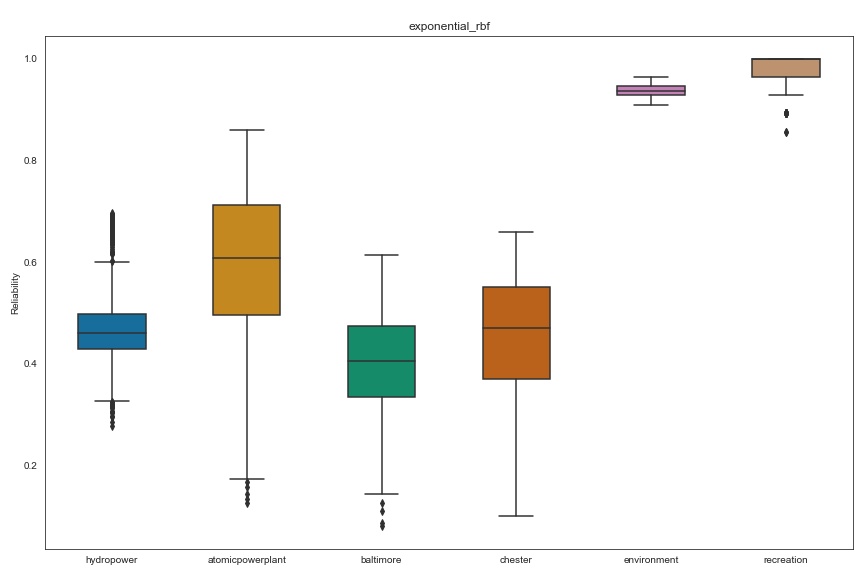 exponential_rbf
1.0
0.8
0.6
0.4
0.2
Reliability
hydropower atomicpowerplant baltimore chester environment recreation